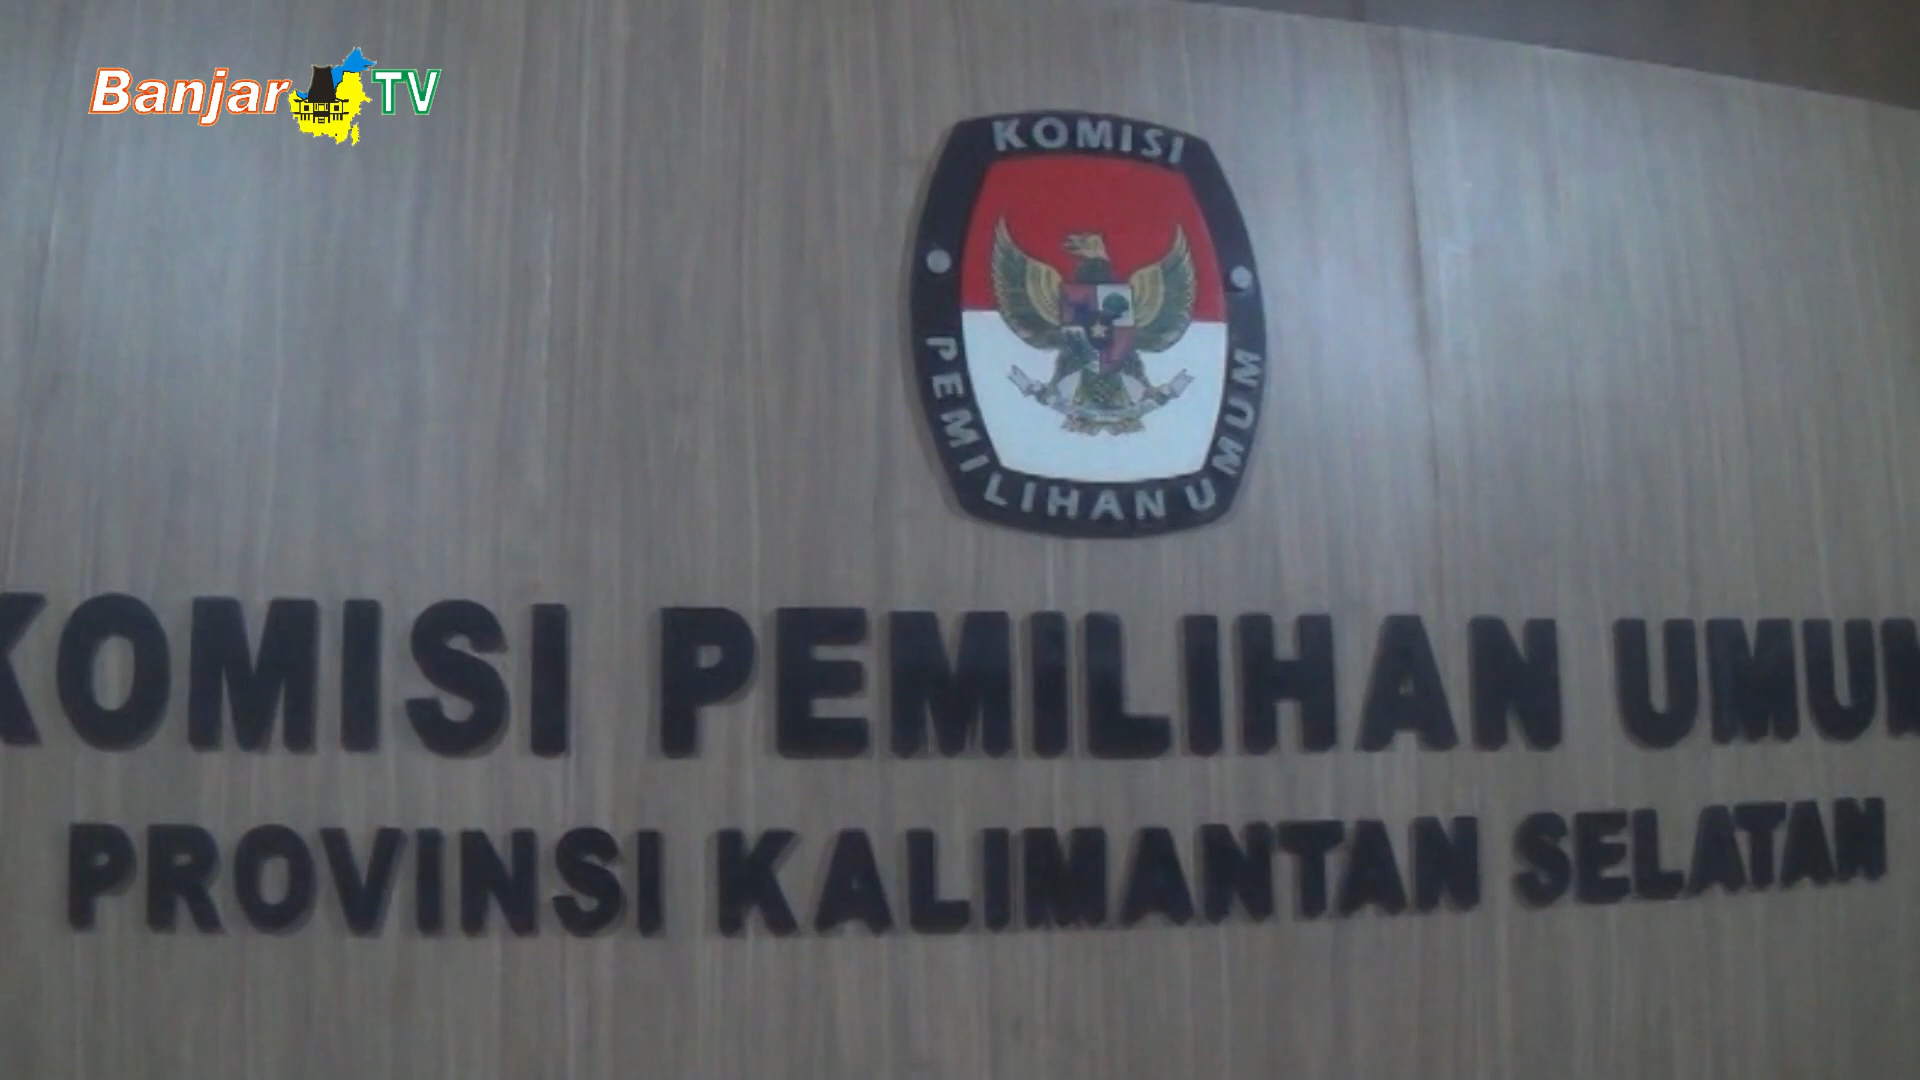 Banjar TV
KOMISI
PEMILIHAN UMUM
KOMISI PEMILIHAN UMUM
PROVINSI KALIMANTAN SELATAN